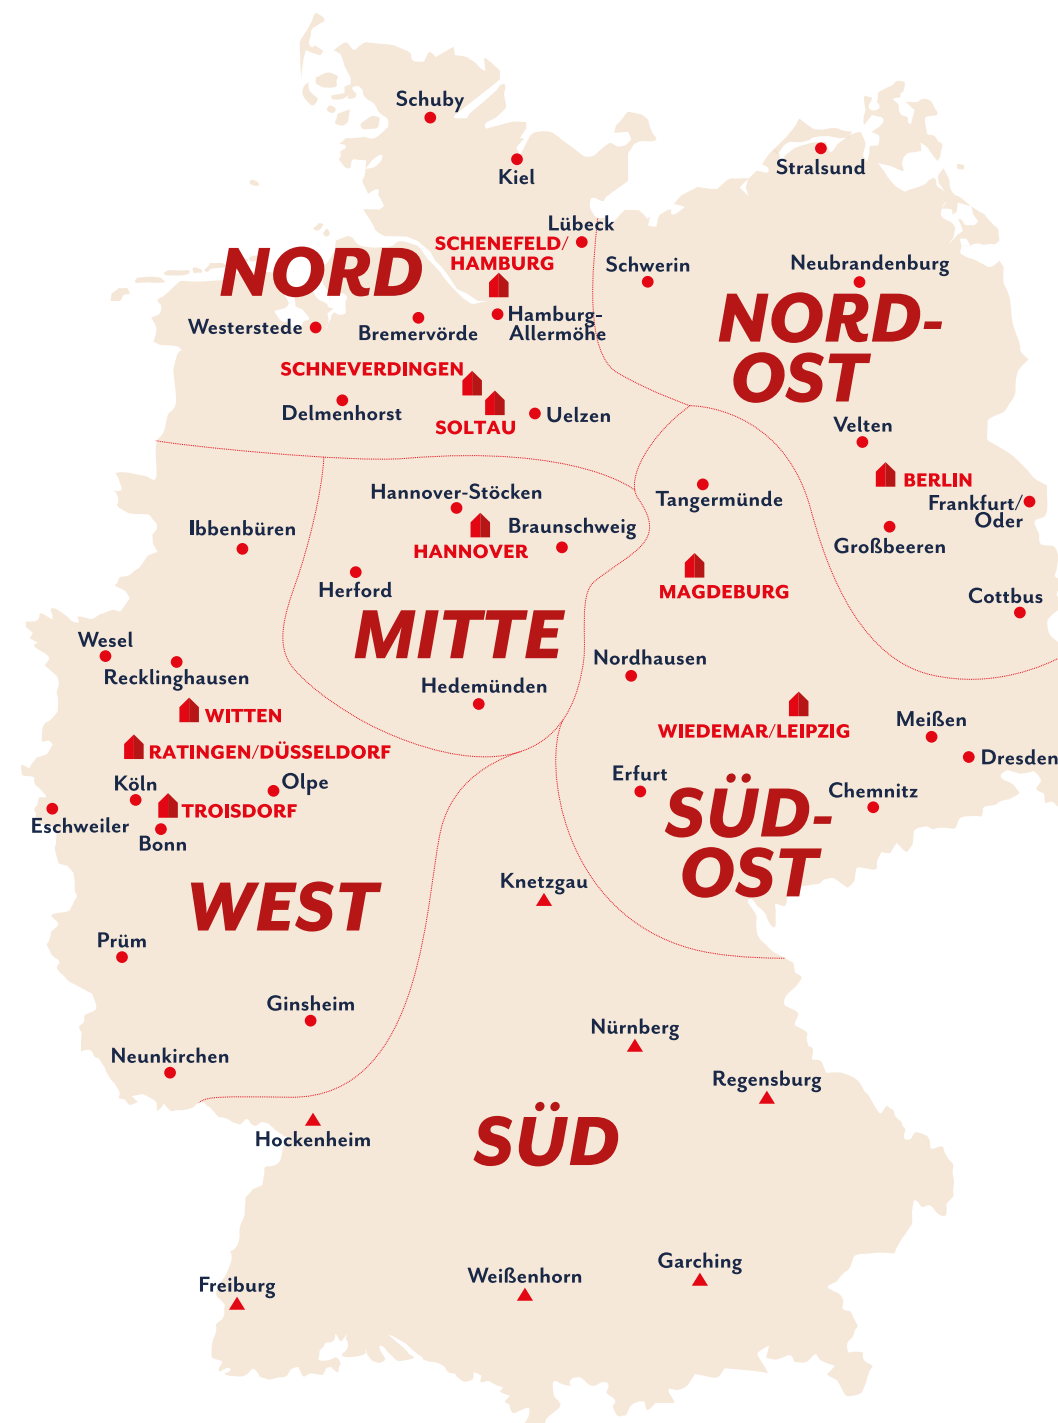 Schuby
Kiel
Stralsund
Lübeck
SCHENEFELD/
HAMBURG
NORD
Schwerin
Neubrandenburg
Hamburg-
Allermöhe
Westerstede
Bremervörde
NORD-
OST
SCHNEVERDINGEN
Delmenhorst
SOLTAU
Uelzen
Velten
BERLIN
Hannover-Stöcken
Tangermünde
Frankfurt/
Oder
Ibbenbüren
Braunschweig
HANNOVER
Großbeeren
Herford
MAGDEBURG
Cottbus
MITTE
Wesel
Recklinghausen
Nordhausen
Hedemünden
WITTEN
WIEDEMAR/LEIPZIG
Meißen
RATINGEN/DÜSSELDORF
Dresden
Köln
Olpe
Erfurt
Chemnitz
TROISDORF
Eschweiler
Bonn
SÜD-
OST
Knetzgau
WEST
Prüm
Ginsheim
Nürnberg
Neunkirchen
Regensburg
Hockenheim
SÜD
Garching
Weißenhorn
Freiburg